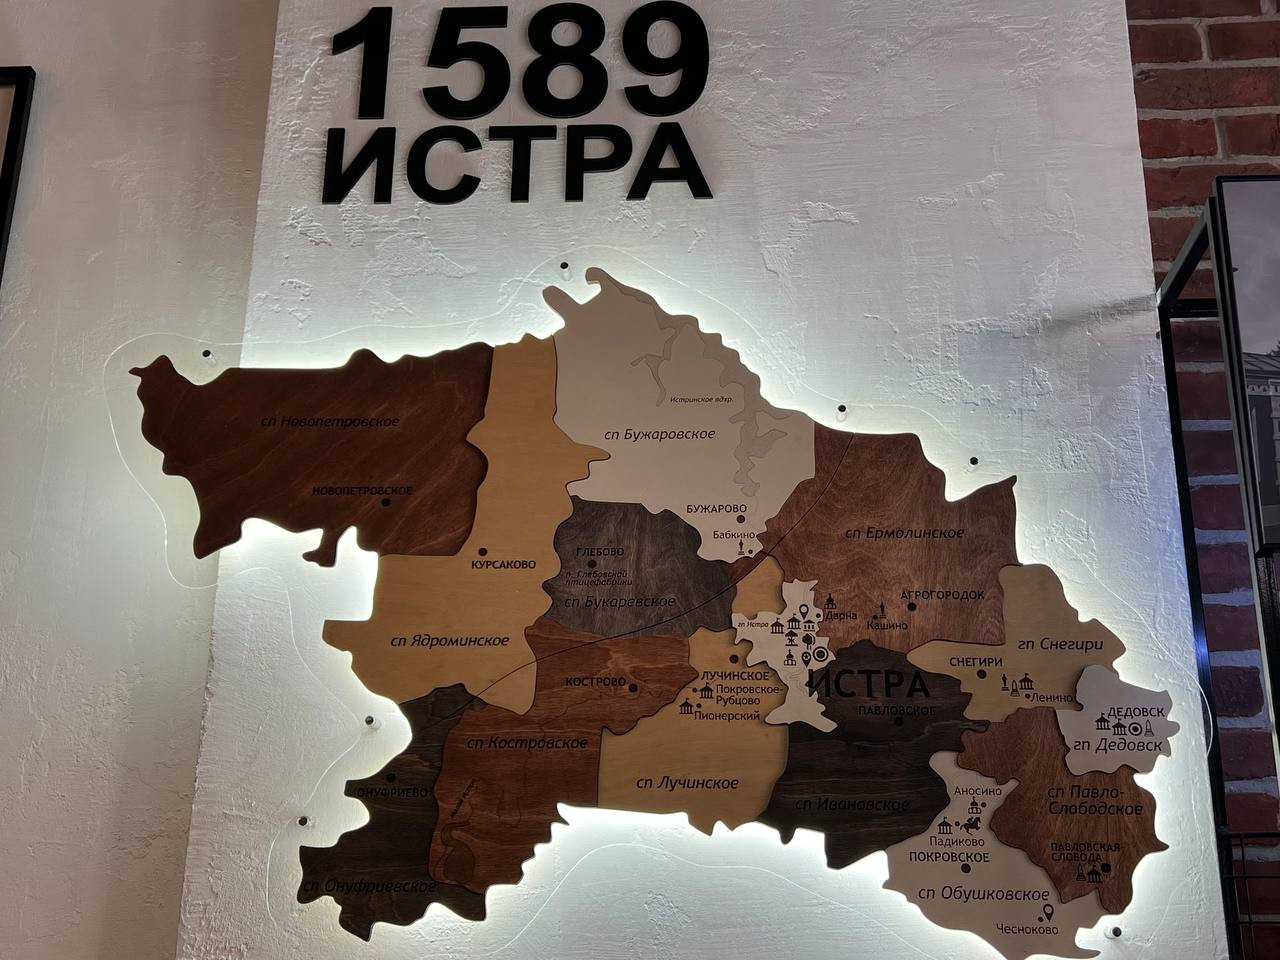 1589
ИСТРА
Истринское вдхр.
сп Новопетровское
сп Бужаровское
НОВОПЕТРОВСКОЕ
БУЖАРОВО
Бабкино
сп Ермолинское
ГЛЕБОВО
КУРСАКОВО
п. Глебовской
птицефабрики
сп Букаревское
АГРОГОРОДОК
Дарна
Кашино
гп Истра
сп Ядроминское
гп Снегири
СНЕГИРИ
Ленино
ЛУЧИНСКОЕ
Покровское-
Рубцово
Пионерский
КОСТРОВО
ИСТРА
ПАВЛОВСКОЕ
ДЕДОВСК
гп Дедовск
сп Костровское
сп Лучинское
ОНУФРИЕВО
сп Ивановское
Аносино
сп Павло-
Слободское
Падиково
ПОКРОВСКОЕ
ПАВЛОВСКАЯ
СЛОБОДА
сп Онуфриевское
сп Обушковское
Чесноково